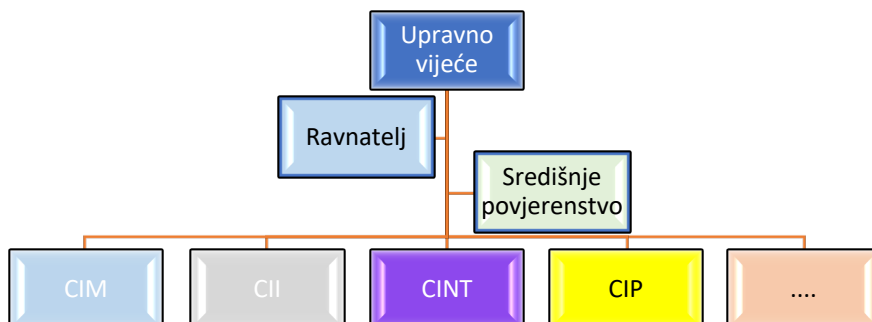 Upravno
vijeće
Ravnatelj
Središnje
povjerenstvo
CIM
CII
CINT
CIP
....